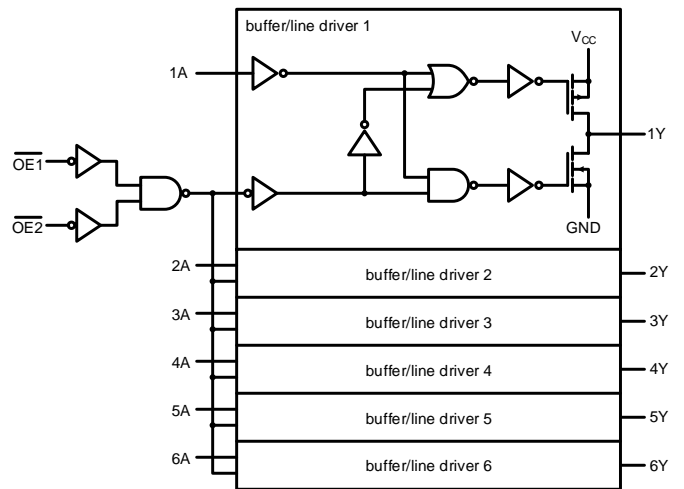 buffer/line driver 1
V_CC
1A
1Y
O̅E̅1̅
O̅E̅2̅
GND
2A
buffer/line driver 2
2Y
3A
buffer/line driver 3
3Y
4A
buffer/line driver 4
4Y
5A
buffer/line driver 5
5Y
6A
buffer/line driver 6
6Y